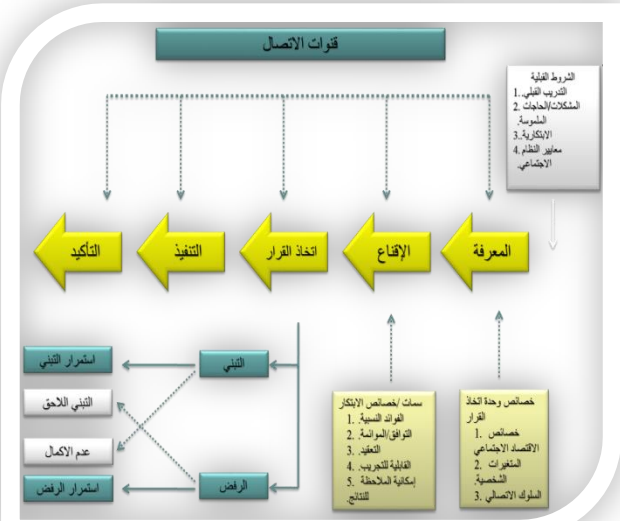 قنوات الاتصال
الشروط القبلية
1. التدريب القبلي.
2. المشكلات/الحاجات
الملموسة.
3. الابتكارية.
4. معايير النظام
الاجتماعي.
المعرفة
الإقناع
اتخاذ القرار
التنفيذ
التأكيد
خصائص وحدة اتخاذ
القرار
1. خصائص
الاقتصاد الاجتماعي
2. المتغيرات
الشخصية.
3. السلوك الاتصالي
سمات /خصائص الابتكار
1. الفوائد النسبية.
2. التوافق/الموائمة.
3. التعقيد
4. القابلية للتجريب.
5. إمكانية الملاحظة
للنتائج.
التبني
الرفض
استمرار التبني
التبني اللاحق
عدم الاكمال
استمرار الرفض